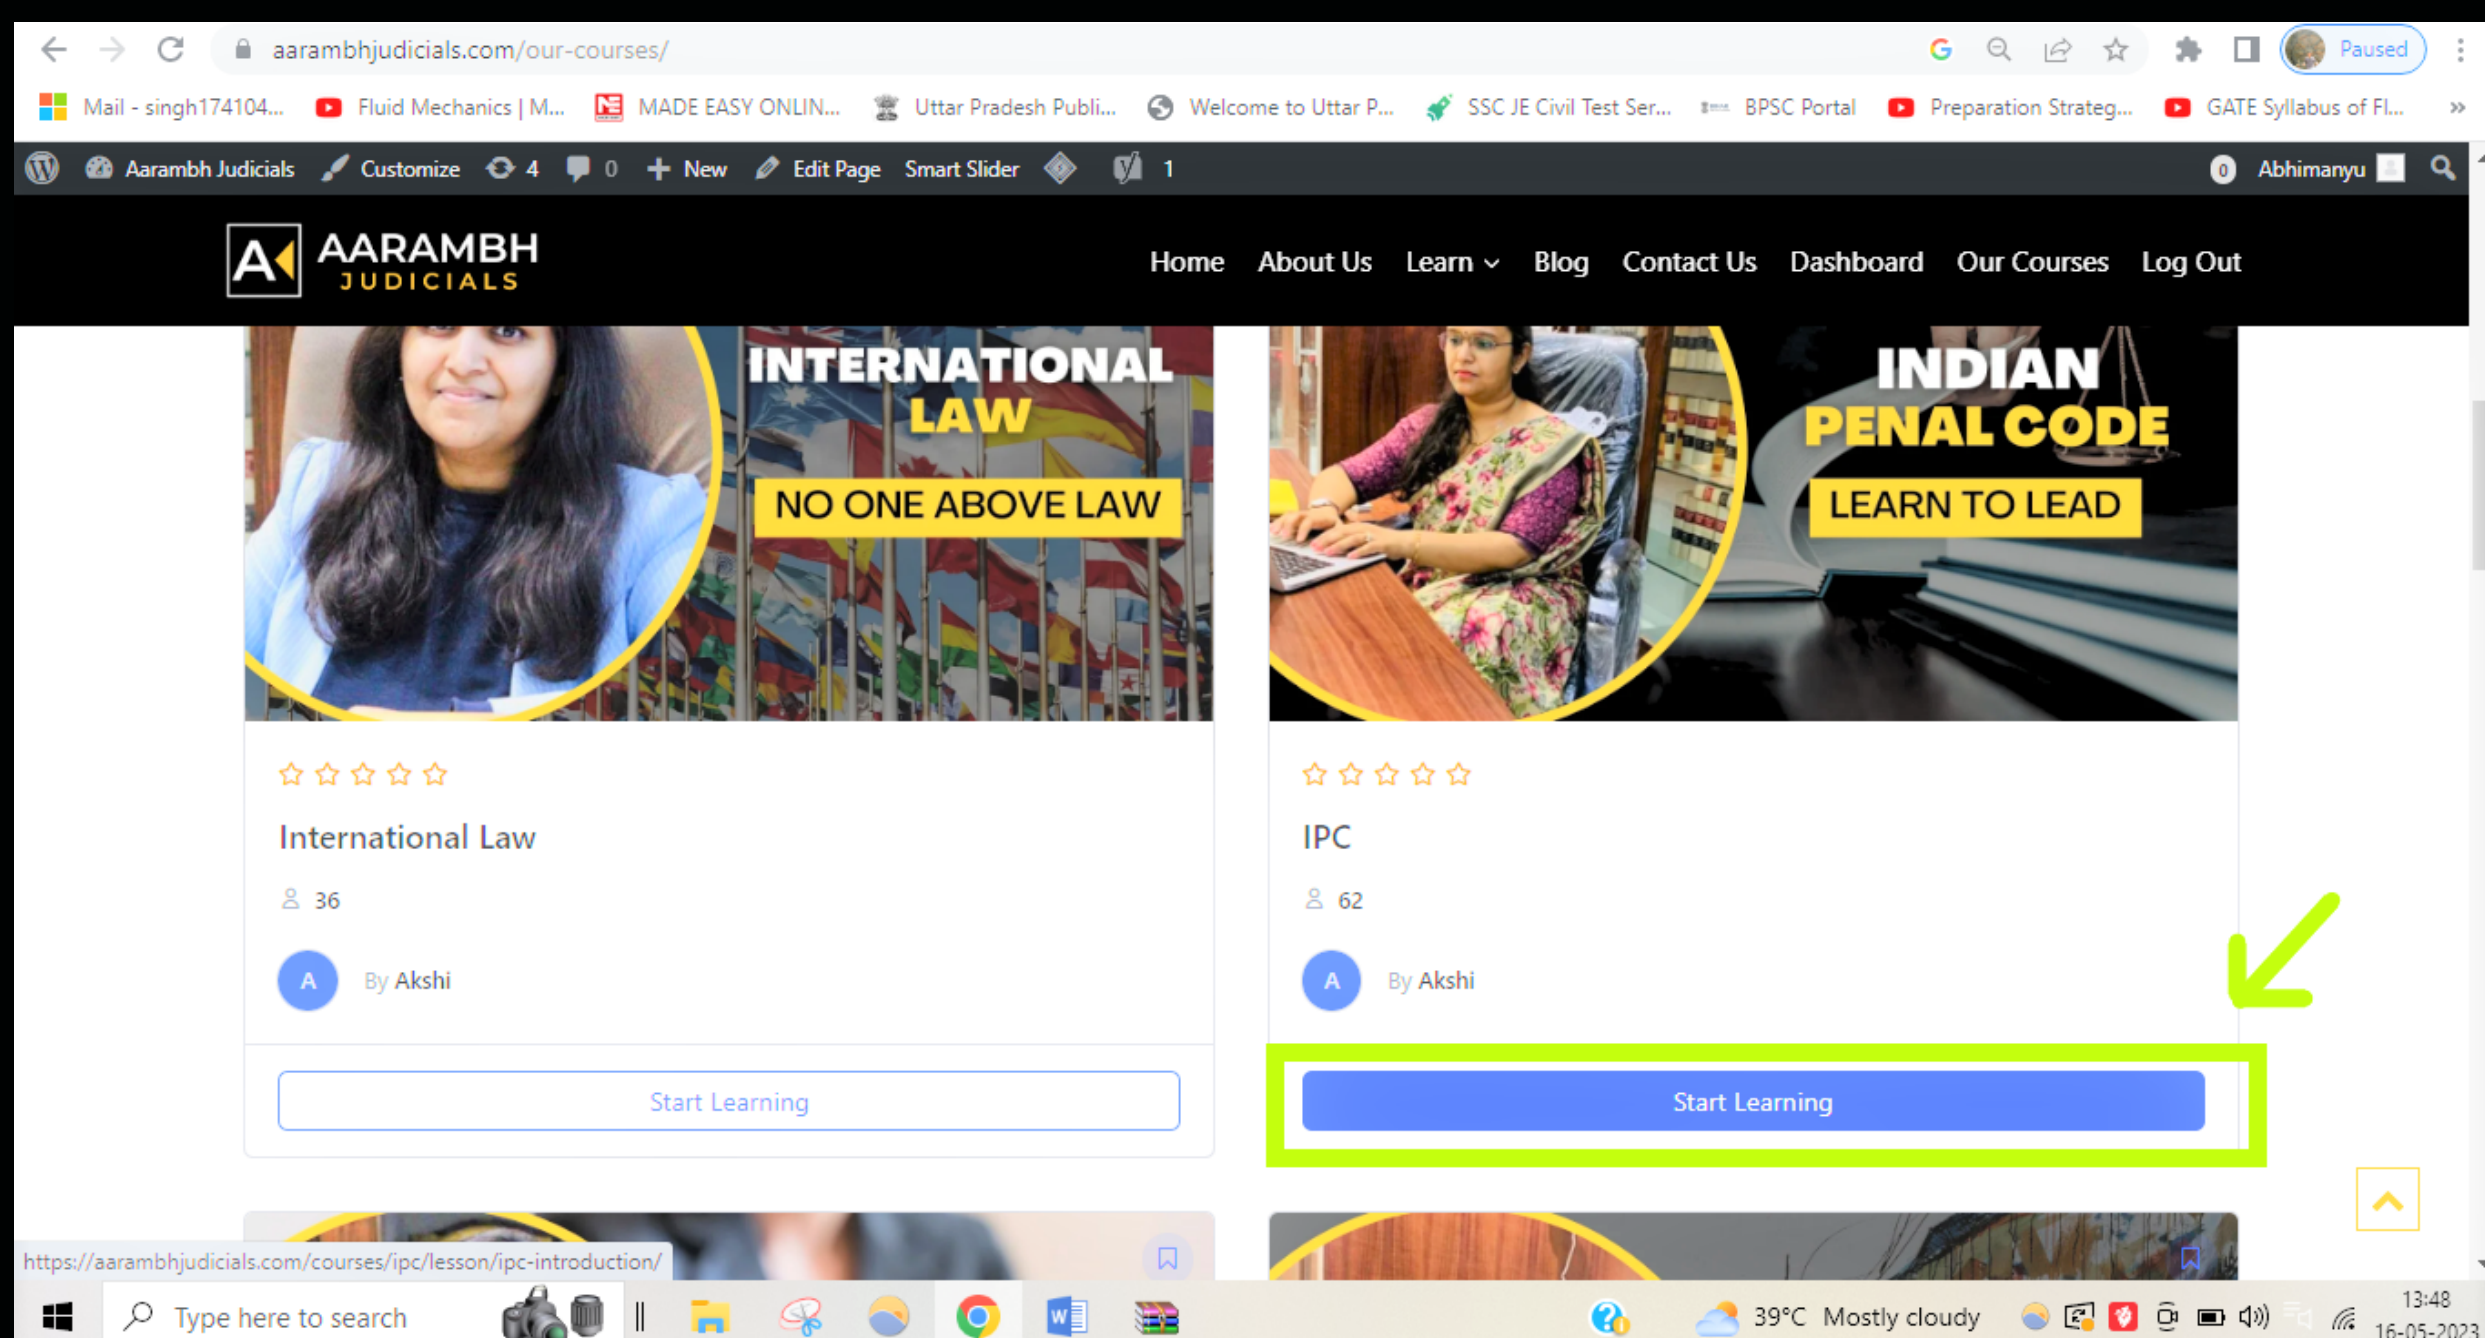 aarambhjudicials.com/our-courses/
Paused
Mail - singh174104... Fluid Mechanics | M... MADE EASY ONLIN... Uttar Pradesh Publi... Welcome to Uttar P... SSC JE Civil Test Ser... BPSC Portal Preparation Strateg... GATE Syllabus of Fl... »
Aarambh Judicials Customize 4 0 + New Edit Page Smart Slider 1 0 Abhimanyu
A AARAMBH
JUDICIALS
Home About Us Learn Blog Contact Us Dashboard Our Courses Log Out
INTERNATIONAL
LAW
NO ONE ABOVE LAW
INDIAN
PENAL CODE
LEARN TO LEAD
International Law
36
A By Akshi
Start Learning
IPC
62
A By Akshi
Start Learning
https://aarambhjudicials.com/courses/ipc/lesson/ipc-introduction/
Type here to search
39°C Mostly cloudy
13:48
16-05-2023